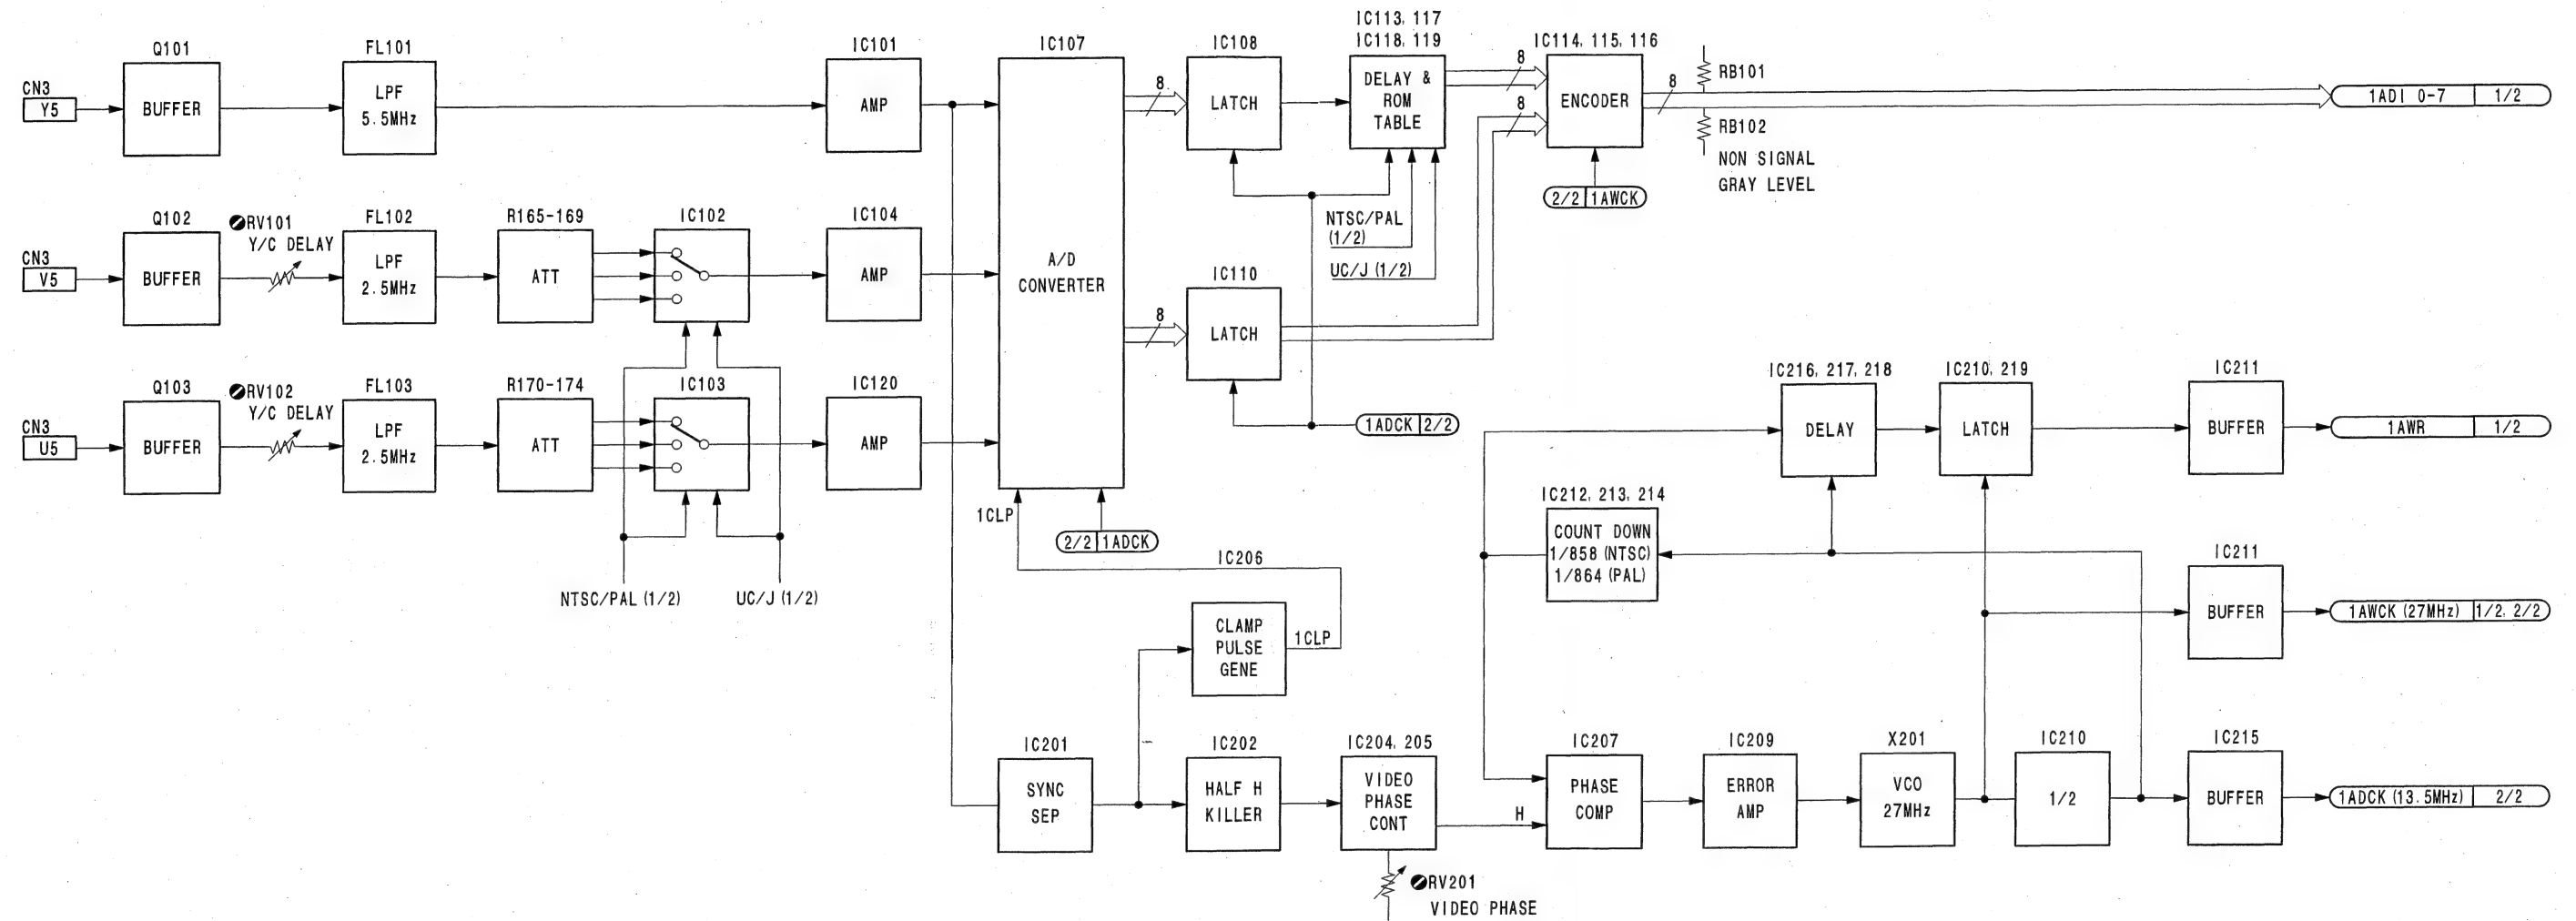 CN3
Y5
Q101
BUFFER
FL101
LPF
5.5MHz
IC101
AMP
IC107
A/D
CONVERTER
IC108
LATCH
8
IC113, 117
IC118, 119
DELAY &
ROM
TABLE
8
8
IC114, 115, 116
ENCODER
8
RB101
RB102
NON SIGNAL
GRAY LEVEL
1ADI 0-7
1/2
2/2
1AWCK
NTSC/PAL
(1/2)
UC/J (1/2)
CN3
V5
Q102
BUFFER
RV101
Y/C DELAY
FL102
LPF
2.5MHz
R165-169
ATT
IC102
IC104
AMP
8
IC110
LATCH
1ADCK
2/2
CN3
U5
Q103
BUFFER
RV102
Y/C DELAY
FL103
LPF
2.5MHz
R170-174
ATT
IC103
IC120
AMP
NTSC/PAL (1/2)
UC/J (1/2)
1CLP
2/2
1ADCK
IC206
CLAMP
PULSE
GENE
1CLP
IC201
SYNC
SEP
IC202
HALF H
KILLER
IC204, 205
VIDEO
PHASE
CONT
RV201
VIDEO PHASE
H
IC207
PHASE
COMP
IC209
ERROR
AMP
X201
VCO
27MHz
IC210
1/2
IC215
BUFFER
1ADCK (13.5MHz)
2/2
IC212, 213, 214
COUNT DOWN
1/858 (NTSC)
1/864 (PAL)
IC216, 217, 218
DELAY
IC210, 219
LATCH
IC211
BUFFER
1AWR
1/2
IC211
BUFFER
1AWCK (27MHz)
1/2, 2/2